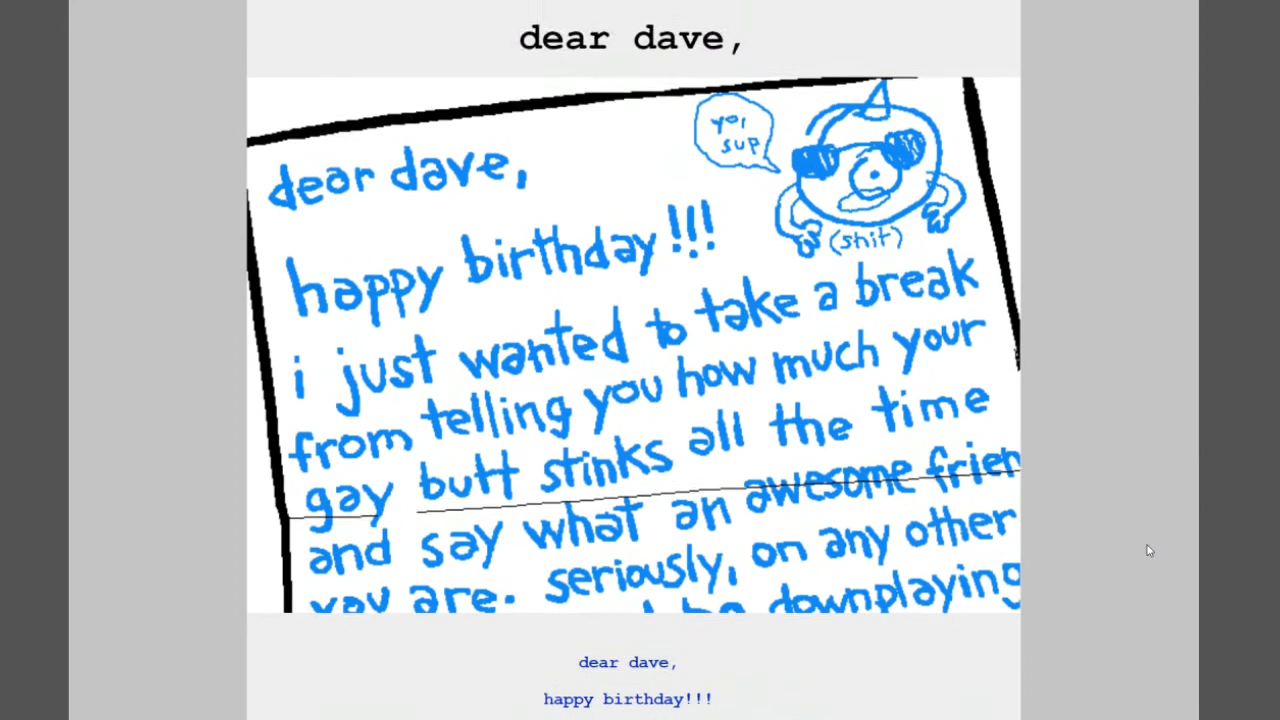 dear dave,
yo, sup
(shit)
dear dave,
happy birthday!!!
i just wanted to take a break
from telling you how much your
gay butt stinks all the time
and say what an awesome frien
you are. seriously, on any other
downplaying
dear dave,
happy birthday!!!